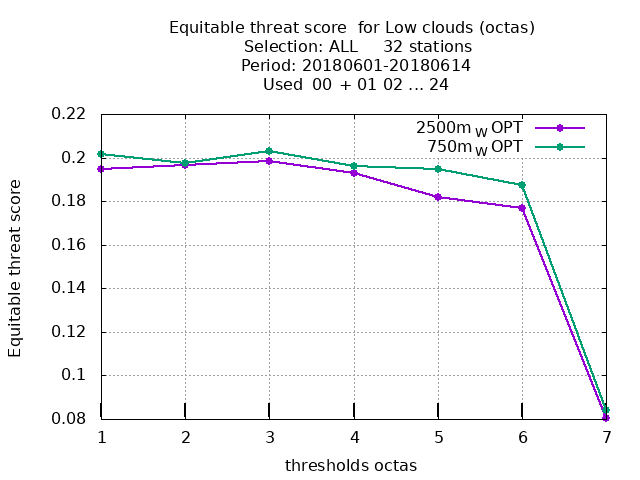 Equitable threat score  for Low clouds (octas)
Selection: ALL     32 stations
Period: 20180601-20180614
Used  00  + 01 02 ... 24
2500m W OPT
750m W OPT
0.22
0.2
0.18
0.16
0.14
0.12
0.1
0.08
Equitable threat score
1 2 3 4 5 6 7
thresholds octas